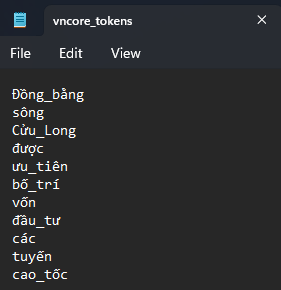 vncore_tokens
File Edit View
Đồng_bằng
sông
Cửu_Long
được
ưu_tiên
bố_trí
vốn
đầu_tư
các
tuyến
cao_tốc